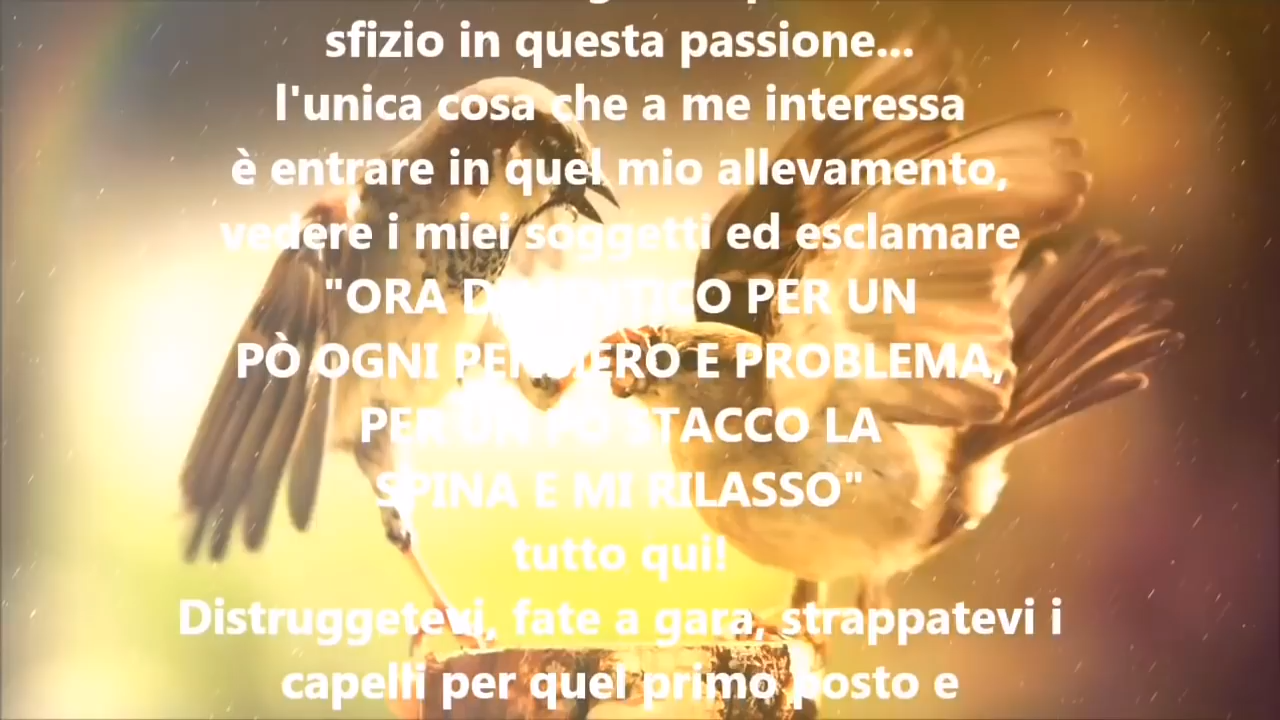 sfizio in questa passione...
l'unica cosa che a me interessa
è entrare in quel mio allevamento,
vedere i miei soggetti ed esclamare
"ORA DIMENTICO PER UN
PÒ OGNI PENSIERO E PROBLEMA,
PER UN PÒ STACCO LA
SPINA E MI RILASSO"
tutto qui!
Distruggetevi, fate a gara, strappatevi i
capelli per quel primo posto e